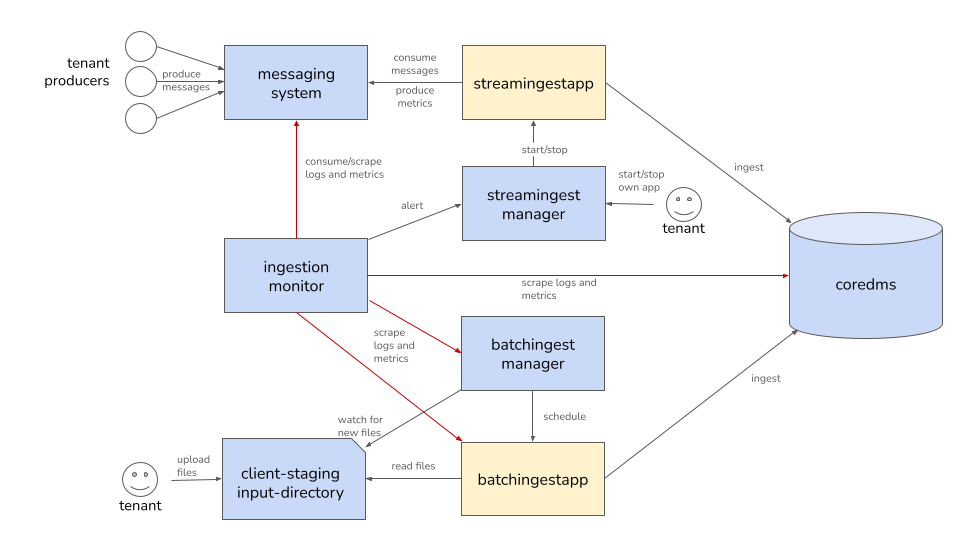 tenant
producers
produce
messages
messaging
system
consume
messages
produce
metrics
streamingestapp
start/stop
consume/scrape
logs and metrics
alert
streamingest
manager
start/stop
own app
tenant
ingest
ingestion
monitor
scrape logs and
metrics
coredms
scrape
logs and
metrics
batchingest
manager
ingest
watch for
new files
schedule
upload
files
tenant
client-staging
input-directory
read files
batchingestapp